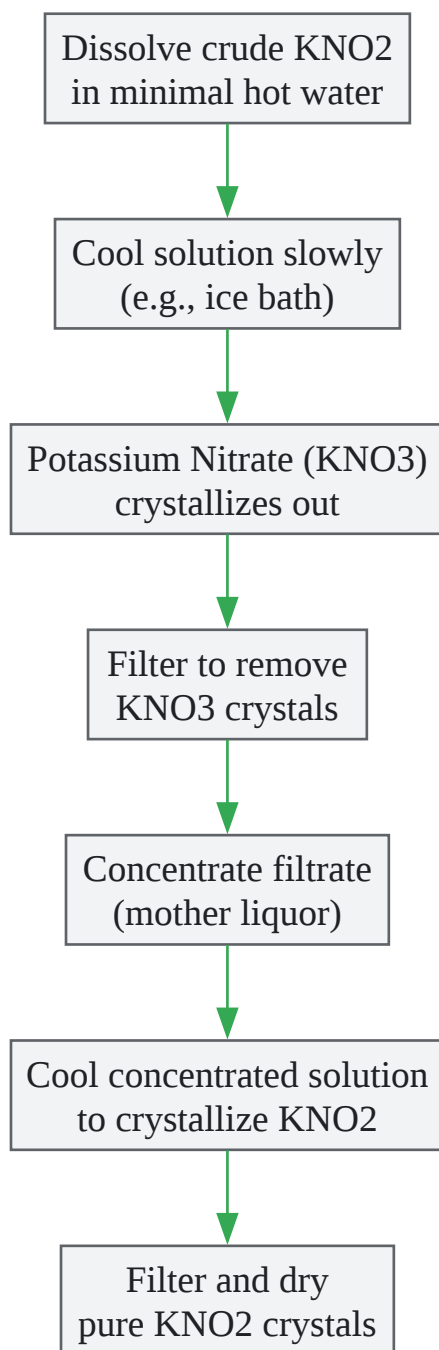 Dissolve crude KNO2
in minimal hot water
Cool solution slowly
(e.g., ice bath)
Potassium Nitrate (KNO3)
crystallizes out
Filter to remove
KNO3 crystals
Concentrate filtrate
(mother liquor)
Cool concentrated solution
to crystallize KNO2
Filter and dry
pure KNO2 crystals